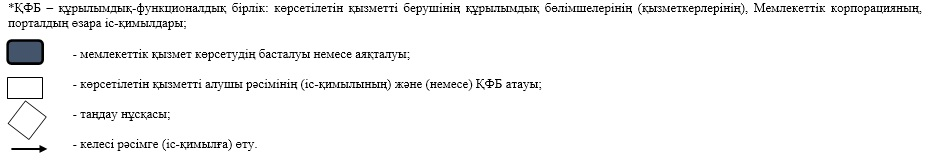 *ҚФБ – құрылымдық-функционалдық бірлік: көрсетілетін қызметті берушінің құрылымдық бөлімшелерінің (қызметкерлерінің), Мемлекеттік корпорацияның,
порталдың өзара іс-қимылдары;
- мемлекеттік қызмет көрсетудің басталуы немесе аяқталуы;
- көрсетілетін қызметті алушы рәсімінің (іс-қимылының) және (немесе) ҚФБ атауы;
- таңдау нұсқасы;
- келесі рәсімге (іс-қимылға) өту.